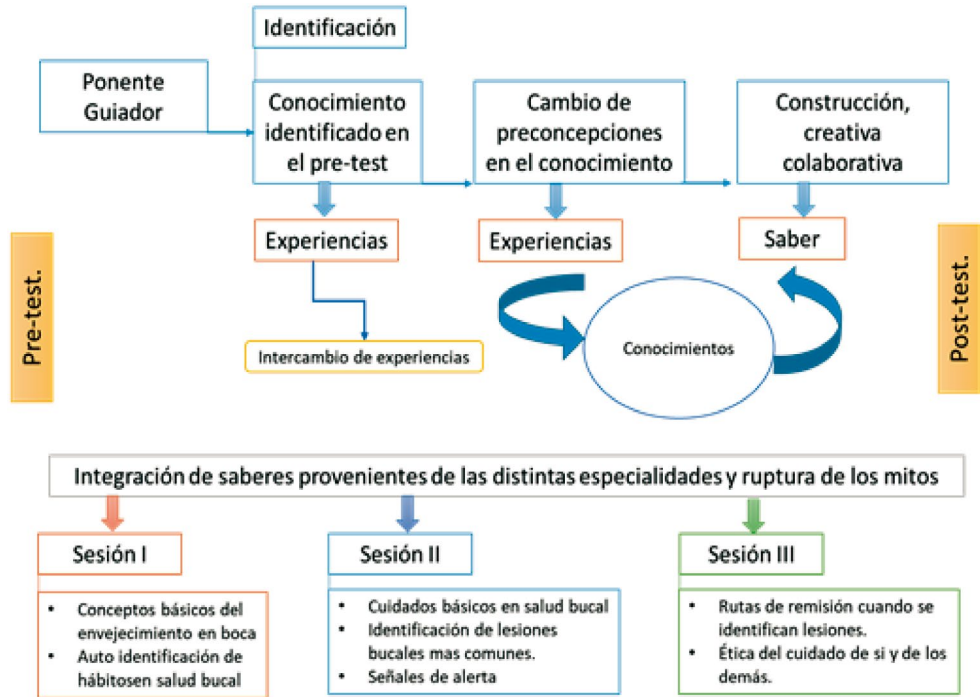 Identificación
Ponente
Guiador
Conocimiento
identificado en
el pre-test
Cambio de
preconcepciones
en el conocimiento
Construcción,
creativa
colaborativa
Experiencias
Experiencias
Saber
Pre-test.
Intercambio de experiencias
Conocimientos
Post-test.
Integración de saberes provenientes de las distintas especialidades y ruptura de los mitos
Sesión I
Sesión II
Sesión III
• Conceptos básicos del
envejecimiento en boca
• Auto identificación de
hábitosen salud bucal
• Cuidados básicos en salud bucal
• Identificación de lesiones
bucales mas comunes.
• Señales de alerta
• Rutas de remisión cuando se
identifican lesiones.
• Ética del cuidado de si y de los
demás.